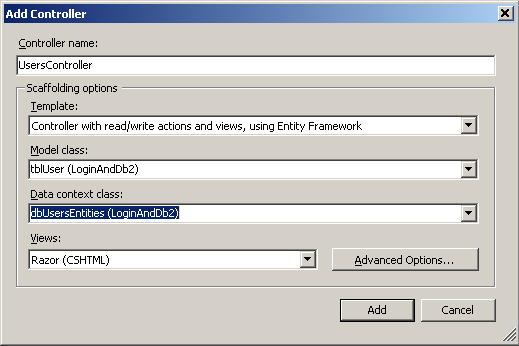 Add Controller
Controller name:
UsersController
Scaffolding options
Template:
Controller with read/write actions and views, using Entity Framework
Model class:
tblUser (LoginAndDb2)
Data context class:
dbUsersEntities (LoginAndDb2)
Views:
Razor (CSHTML)
Advanced Options...
Add
Cancel